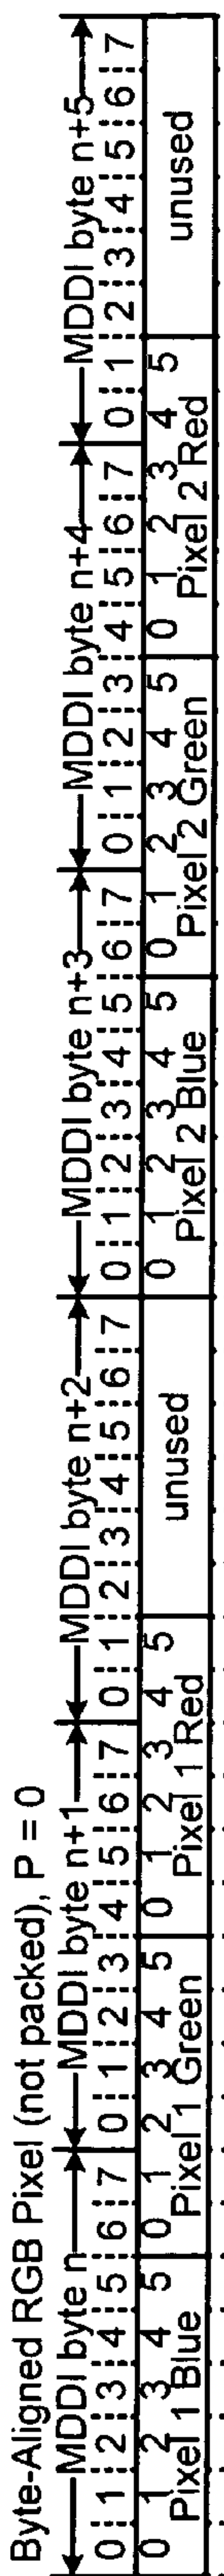 Byte-Aligned RGB Pixel (not packed), P = 0
MDDI byte n MDDI byte n+1 MDDI byte n+2 MDDI byte n+3 MDDI byte n+4 MDDI byte n+5
0 1 2 3 4 5 6 7 0 1 2 3 4 5 6 7 0 1 2 3 4 5 6 7 0 1 2 3 4 5 6 7 0 1 2 3 4 5 6 7 0 1 2 3 4 5 6 7
0 1 2 3 4 5 0 1 2 3 4 5 0 1 2 3 4 5 unused 0 1 2 3 4 5 0 1 2 3 4 5 0 1 2 3 4 5 unused
Pixel 1 Blue Pixel 1 Green Pixel 1 Red Pixel 2 Blue Pixel 2 Green Pixel 2 Red